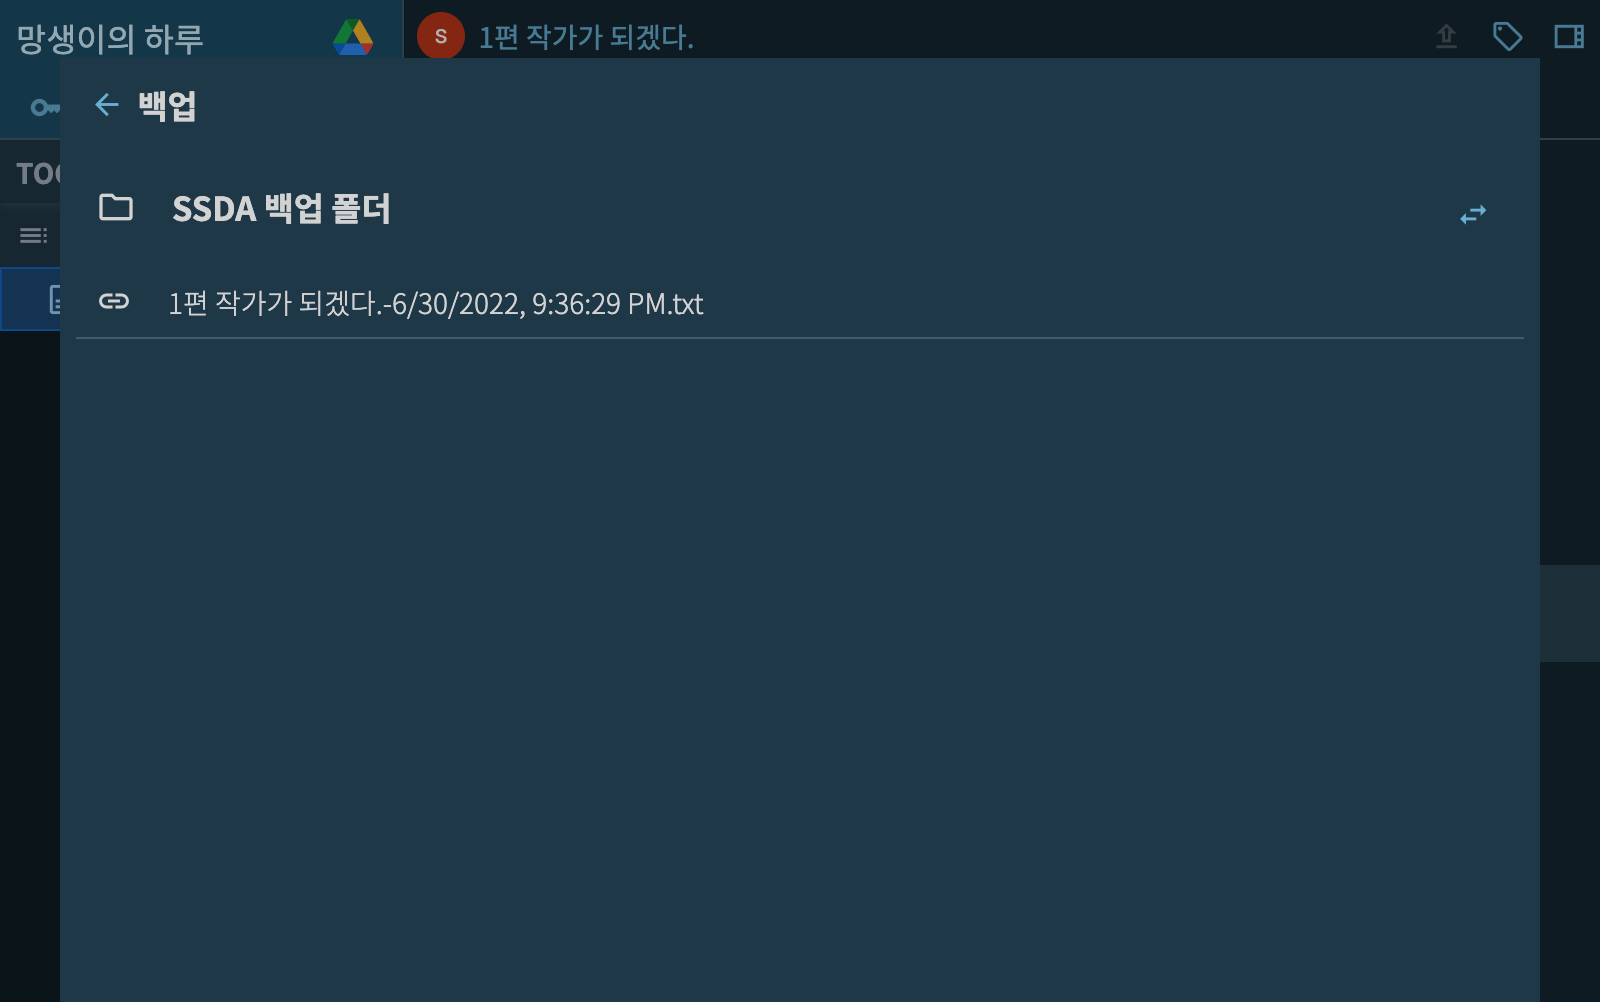 망생이의 하루
S 1편 작가가 되겠다.
백업
TOC
SSDA 백업 폴더
1편 작가가 되겠다.-6/30/2022, 9:36:29 PM.txt